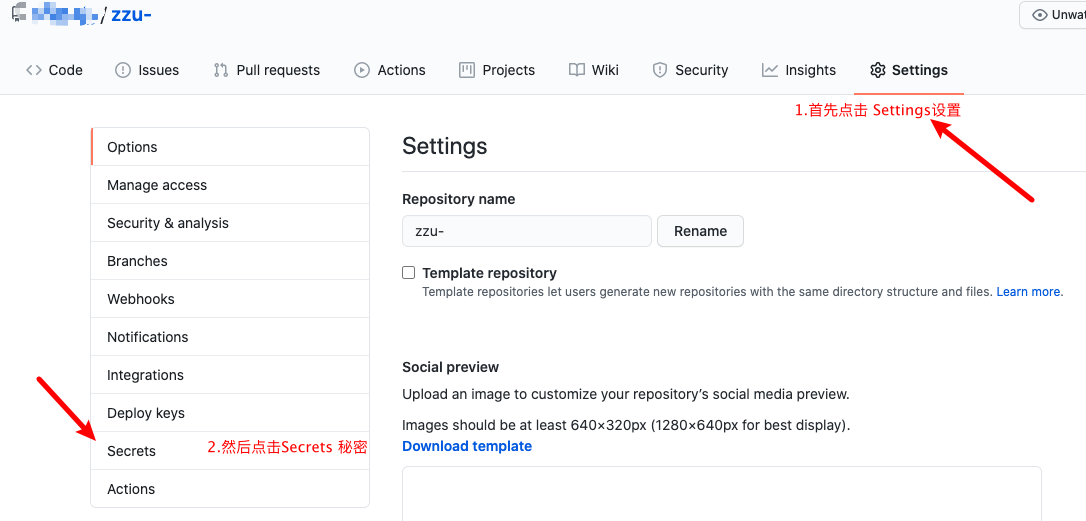 / zzu-
Unwat
Code Issues Pull requests Actions Projects Wiki Security Insights Settings
1.首先点击 Settings设置
Options
Manage access
Security & analysis
Branches
Webhooks
Notifications
Integrations
Deploy keys
Secrets
2.然后点击Secrets 秘密
Actions
Settings
Repository name
zzu-
Rename
Template repository
Template repositories let users generate new repositories with the same directory structure and files. Learn more.
Social preview
Upload an image to customize your repository’s social media preview.
Images should be at least 640×320px (1280×640px for best display).
Download template